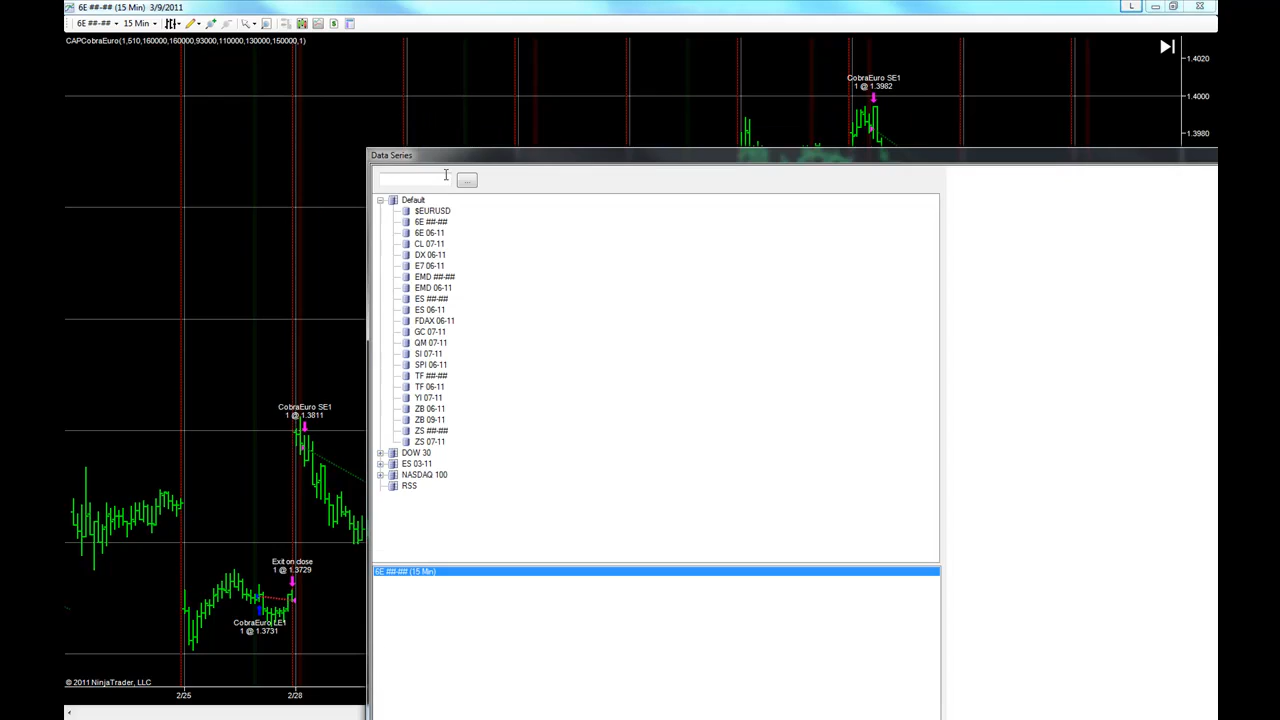 6E ##-## (15 Min) 3/9/2011
L
6E ##-## 15 Min
CAPCobraEuro(1,510,160000,160000,93000,110000,130000,150000,1)
1.4020
CobraEuro SE1
1 @ 1.3982
1.4000
1.3980
Data Series
...
Default
$EURUSD
6E ##-##
6E 06-11
CL 07-11
DX 06-11
E7 06-11
EMD ##-##
EMD 06-11
ES ##-##
ES 06-11
FDAX 06-11
GC 07-11
QM 07-11
SI 07-11
SPI 06-11
TF ##-##
TF 06-11
YI 07-11
ZB 06-11
ZB 09-11
ZS ##-##
ZS 07-11
DOW 30
ES 03-11
NASDAQ 100
RSS
CobraEuro SE1
1 @ 1.3811
Exit on close
1 @ 1.3729
6E ##-## (15 Min)
CobraEuro LE1
1 @ 1.3731
© 2011 NinjaTrader, LLC
2/25
2/28